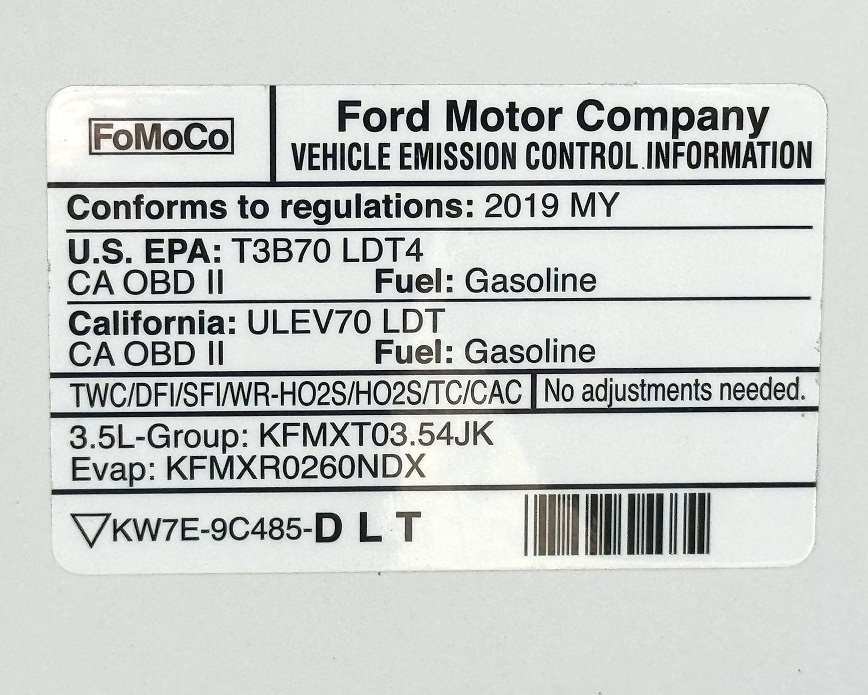 FoMoCo
Ford Motor Company
VEHICLE EMISSION CONTROL INFORMATION
Conforms to regulations: 2019 MY
U.S. EPA: T3B70 LDT4
CA OBD II Fuel: Gasoline
California: ULEV70 LDT
CA OBD II Fuel: Gasoline
TWC/DFI/SFI/WR-HO2S/HO2S/TC/CAC No adjustments needed.
3.5L-Group: KFMXT03.54JK
Evap: KFMXR0260NDX
KW7E-9C485-D L T